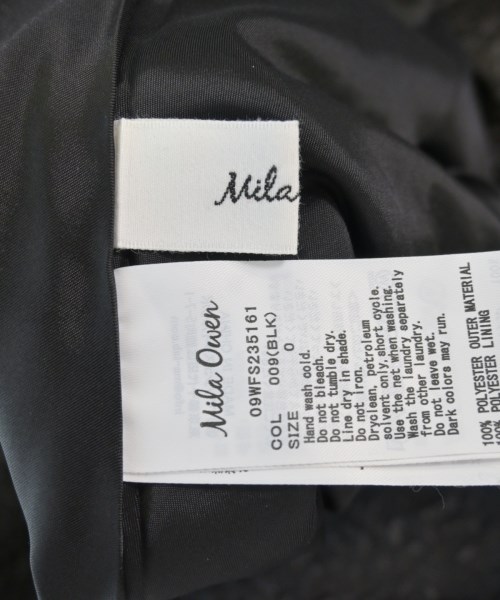 Mila
Mila Owen
09WFS235161
COL 009(BLK)
SIZE 0
Hand wash cold.
Do not bleach.
Do not tumble dry.
Line dry in shade.
Do not iron.
Dryclean, petroleum
solvent only, short cycle.
Use the net when washing.
Wash the laundry separately
from other laundry.
Do not leave wet.
Dark colors may run.
100% POLYESTER OUTER MATERIAL
100% POLYESTER LINING